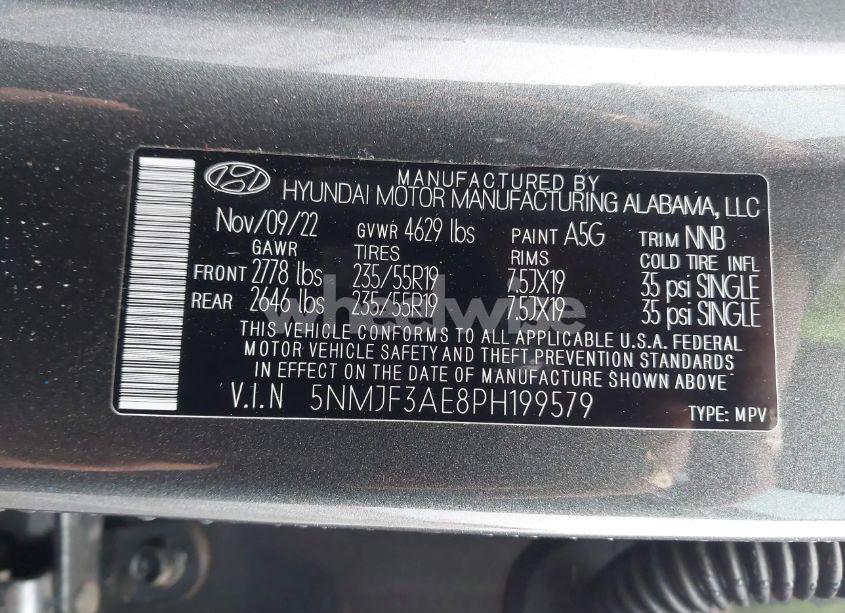 MANUFACTURED BY
HYUNDAI MOTOR MANUFACTURING ALABAMA, LLC
Nov/09/22 GVWR 4629 lbs PAINT A5G TRIM NNB
GAWR TIRES RIMS COLD TIRE INFL
FRONT 2778 lbs 235/55R19 7.5JX19 35 psi SINGLE
REAR 2646 lbs 235/55R19 7.5JX19 35 psi SINGLE
wheelwise
THIS VEHICLE CONFORMS TO ALL APPLICABLE U.S.A. FEDERAL
MOTOR VEHICLE SAFETY AND THEFT PREVENTION STANDARDS
IN EFFECT ON THE DATE OF MANUFACTURE SHOWN ABOVE
V.I.N 5NMJF3AE8PH199579 TYPE: MPV